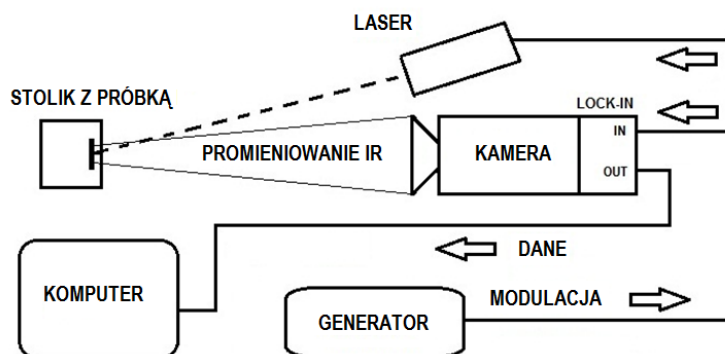 LASER
STOLIK Z PRÓBKĄ
LOCK-IN
IN
PROMIENIOWANIE IR
KAMERA
OUT
DANE
KOMPUTER
MODULACJA
GENERATOR